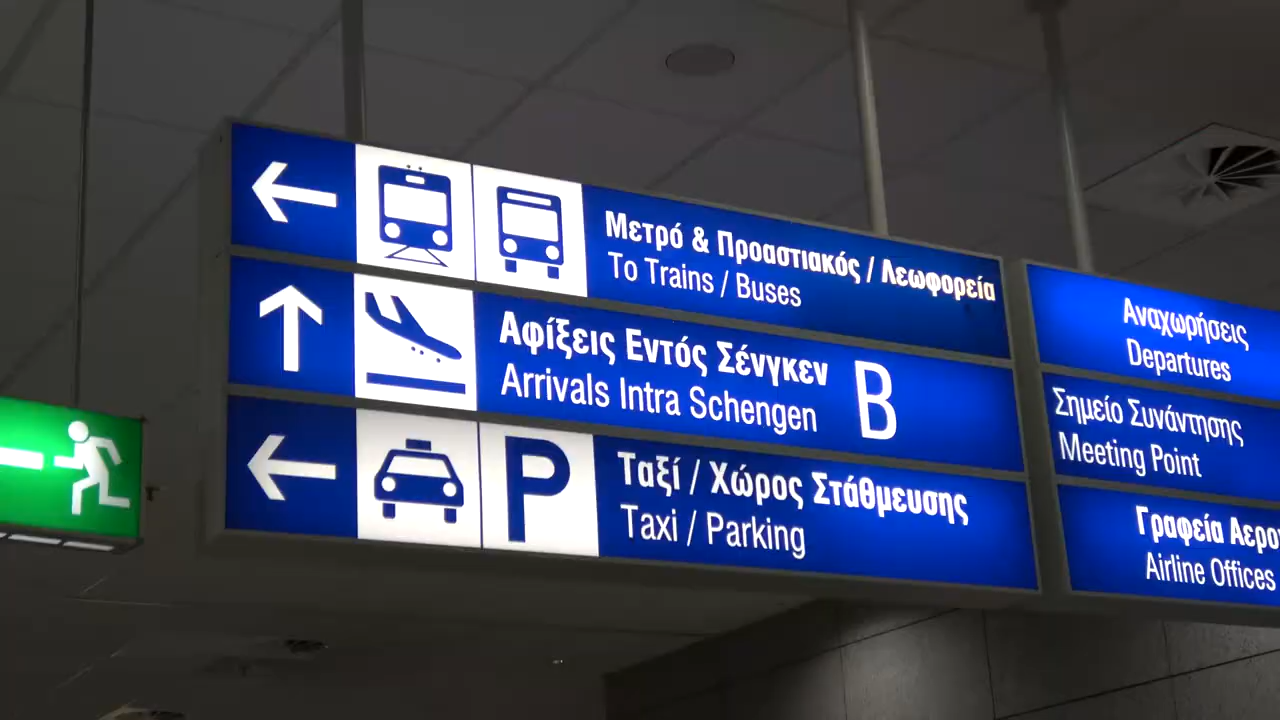 Μετρό & Προαστιακός / Λεωφορεία
To Trains / Buses
Αφίξεις Εντός Σένγκεν
Arrivals Intra Schengen
B
P
Ταξί / Χώρος Στάθμευσης
Taxi / Parking
Αναχωρήσεις
Departures
Σημείο Συνάντησης
Meeting Point
Γραφεία
Airline Offices